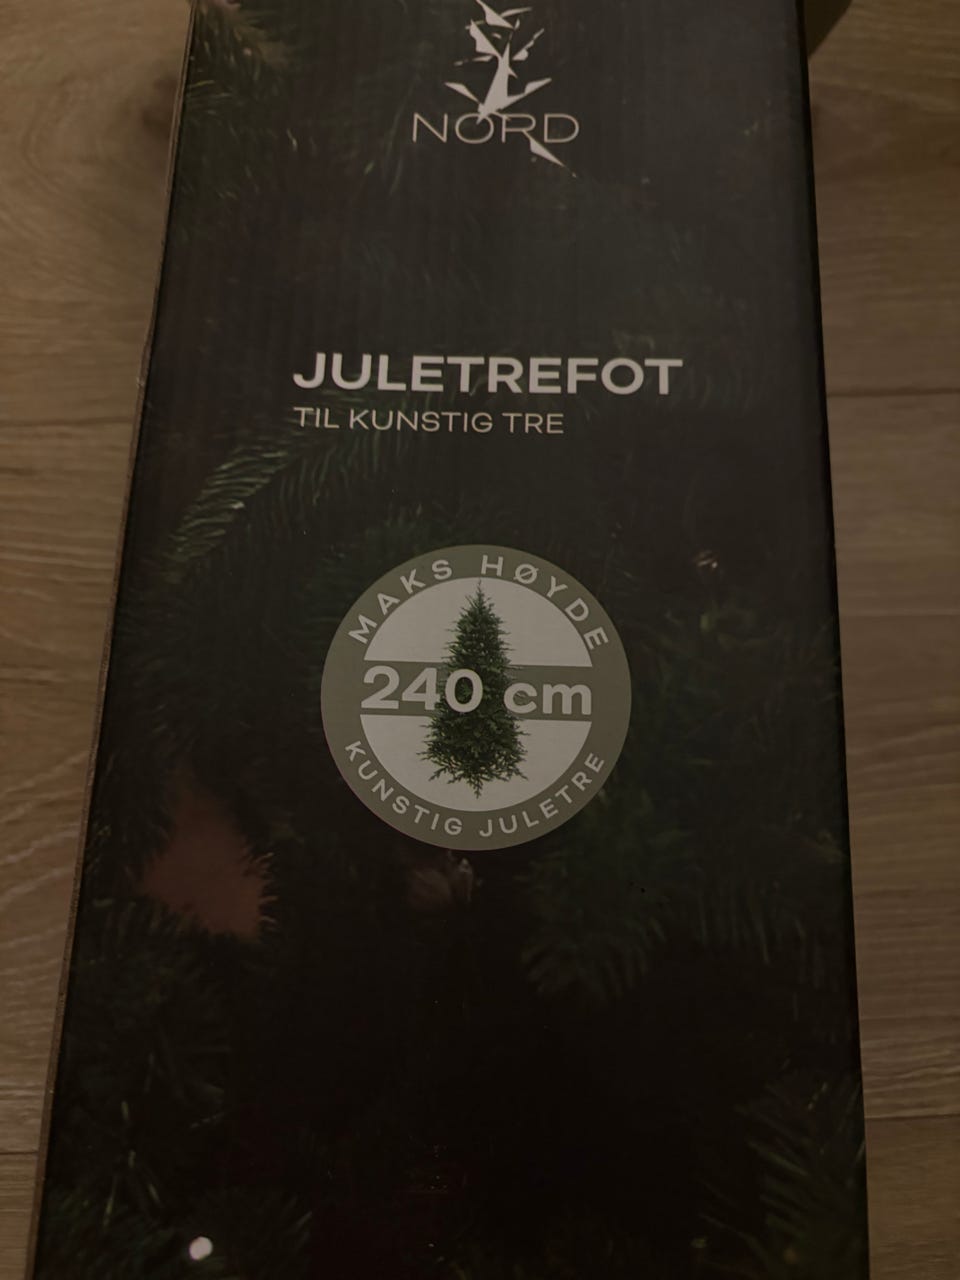 NORD
JULETREFOT
TIL KUNSTIG TRE
MAKS HØYDE
240 cm
KUNSTIG JULETRE